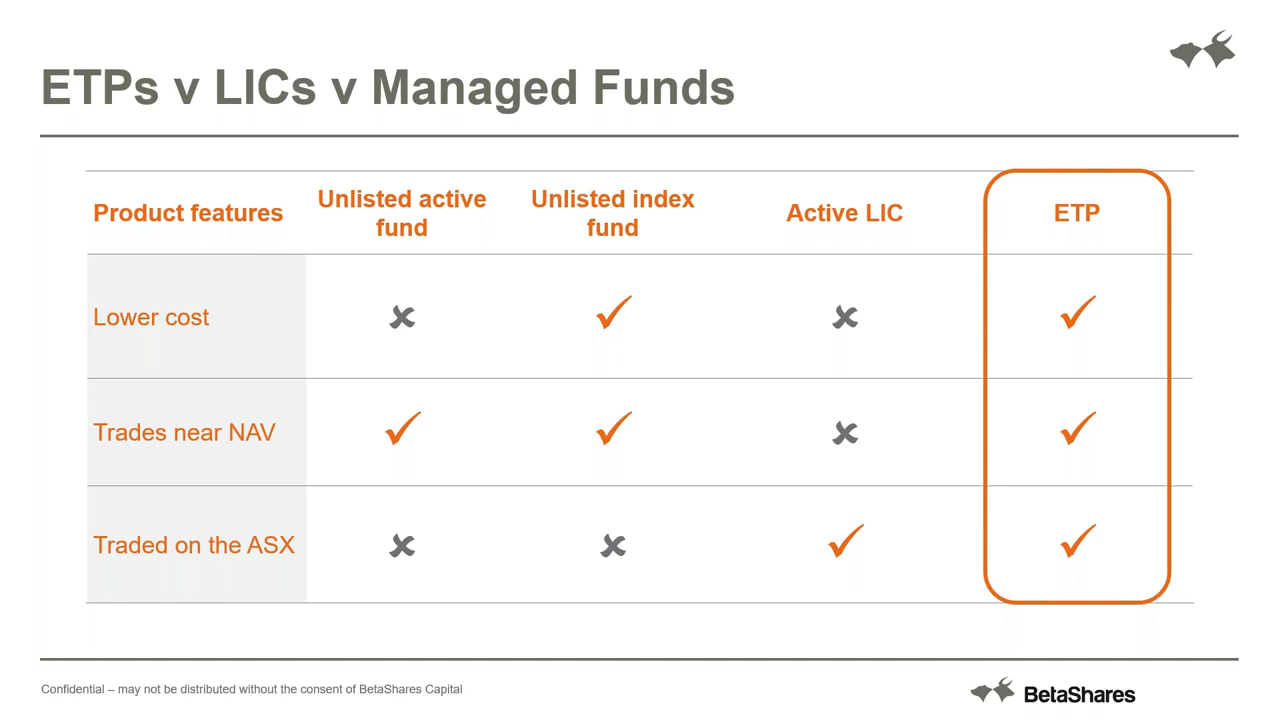 ETPs v LICs v Managed Funds
Product features
Unlisted active
fund
Unlisted index
fund
Active LIC
ETP
Lower cost
Trades near NAV
Traded on the ASX
Confidential – may not be distributed without the consent of BetaShares Capital
BetaShares